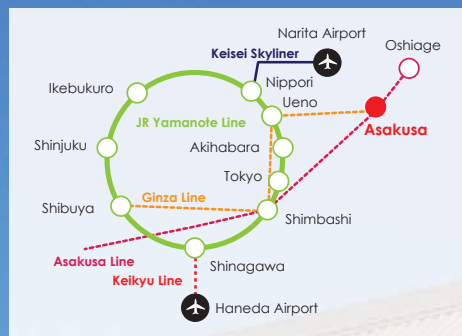 Narita Airport
Keisei Skyliner
Oshiage
Nippori
Ikebukuro
Ueno
JR Yamanote Line
Asakusa
Shinjuku
Akihabara
Tokyo
Ginza Line
Shibuya
Shimbashi
Asakusa Line
Shinagawa
Keikyu Line
Haneda Airport